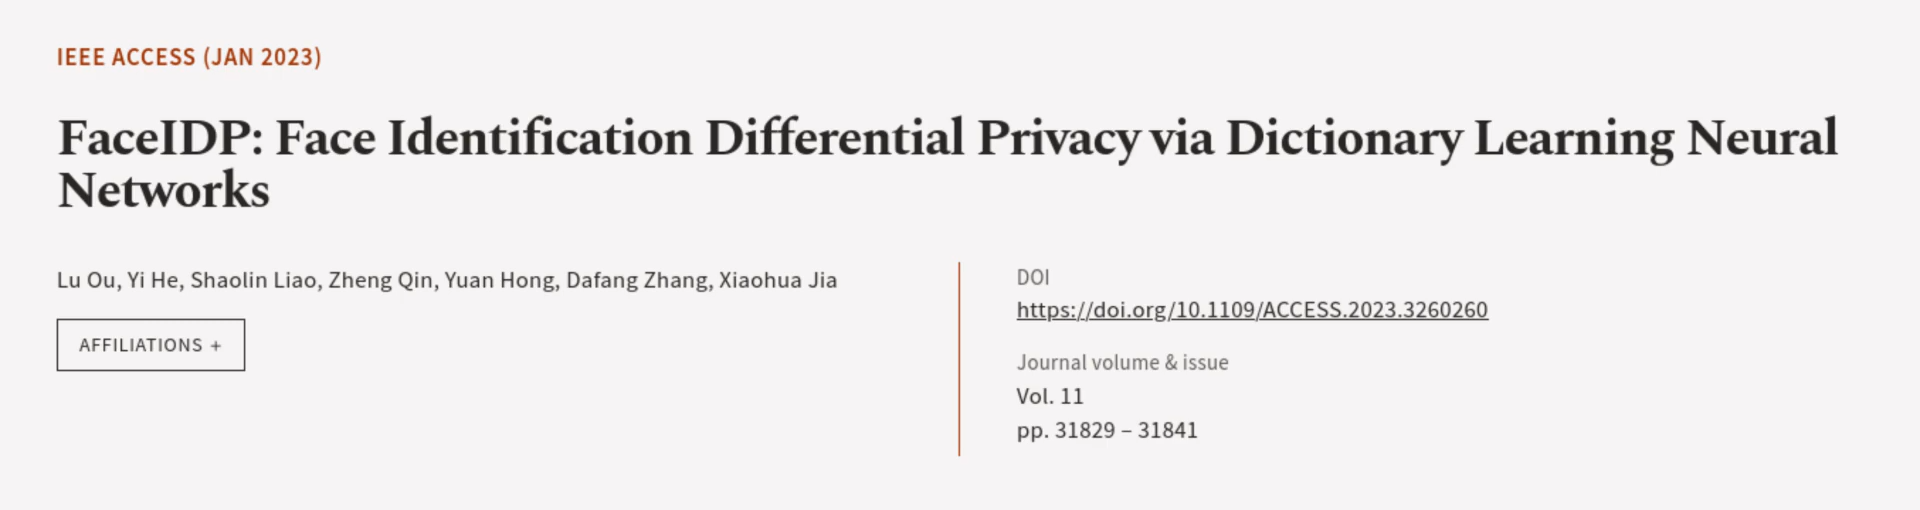 IEEE ACCESS (JAN 2023)
FaceIDP: Face Identification Differential Privacy via Dictionary Learning Neural
Networks
Lu Ou, Yi He, Shaolin Liao, Zheng Qin, Yuan Hong, Dafang Zhang, Xiaohua Jia
AFFILIATIONS +
DOI
https://doi.org/10.1109/ACCESS.2023.3260260
Journal volume & issue
Vol. 11
pp. 31829 – 31841